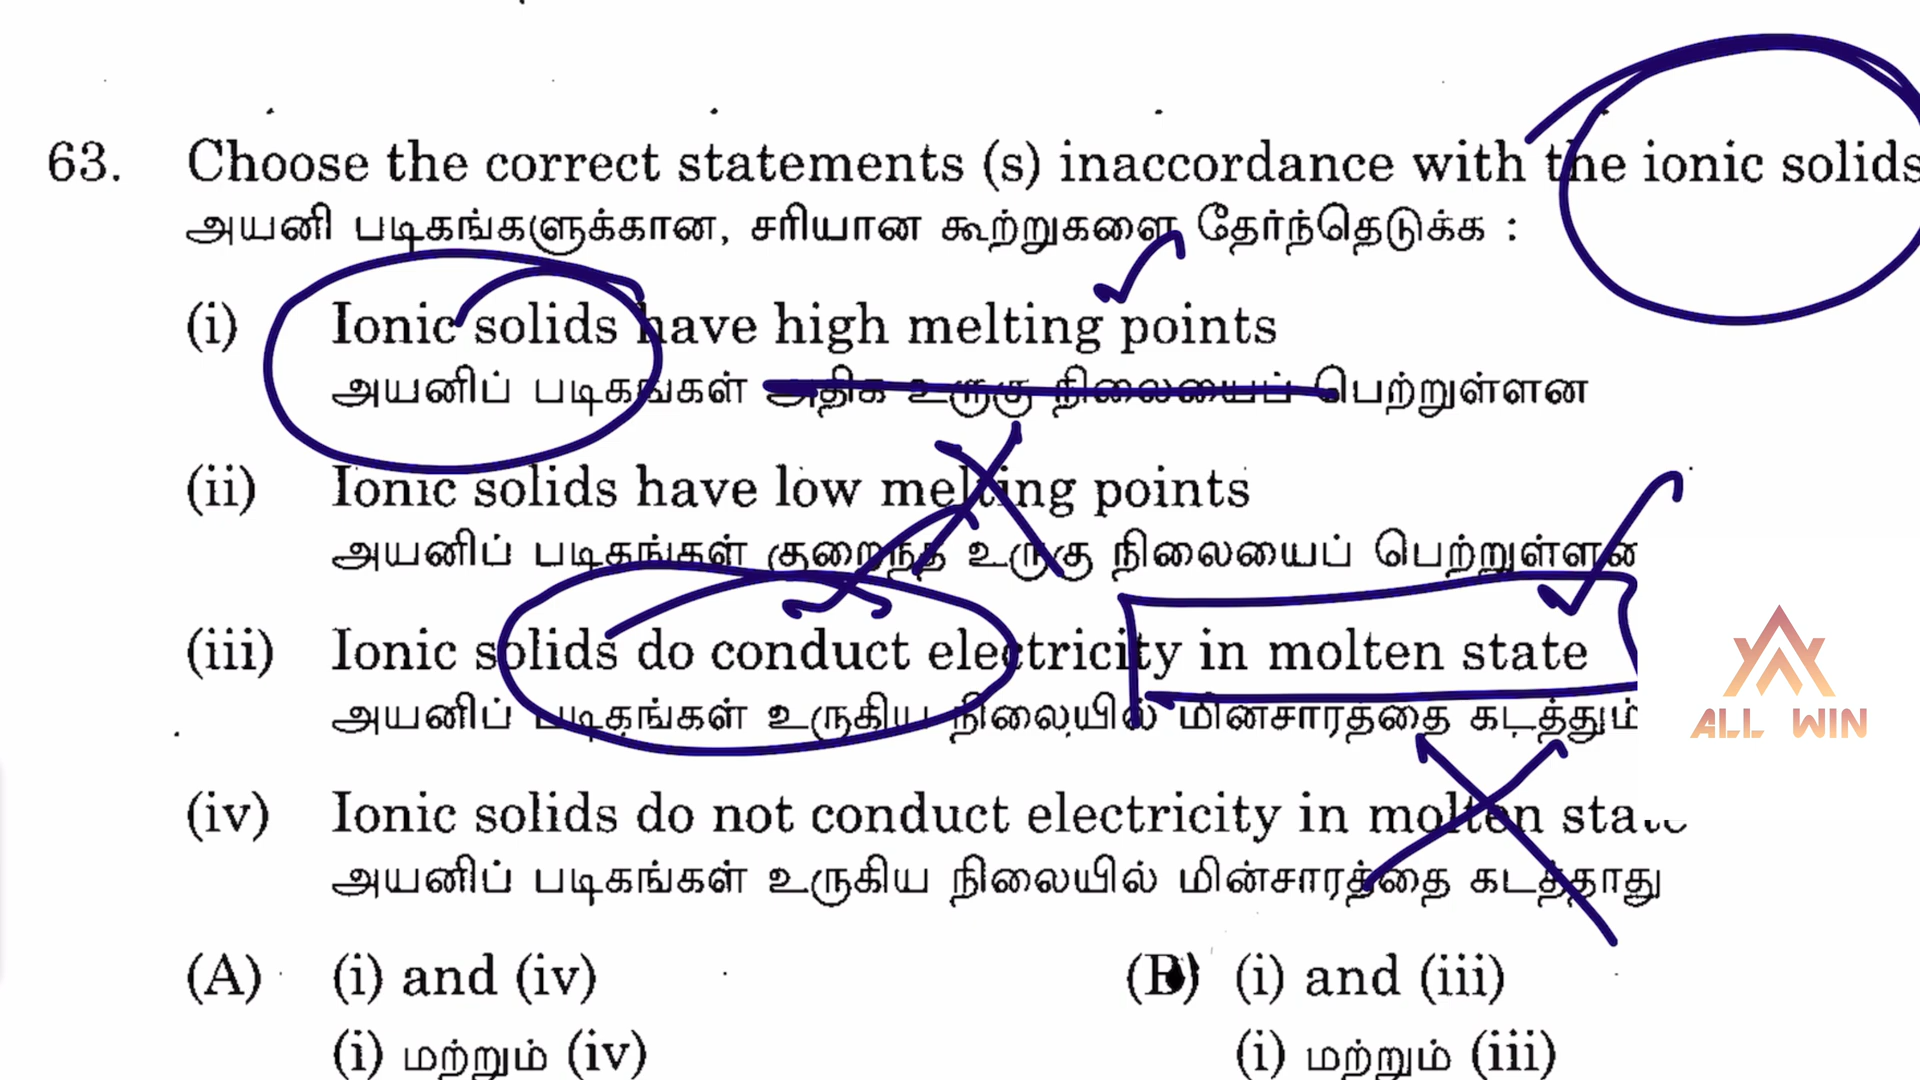 63. Choose the correct statements (s) inaccordance with the ionic solids
அயனி படிகங்களுக்கான, சரியான கூற்றுகளை தேர்ந்தெடுக்க :
(i) Ionic solids have high melting points
அயனிப் படிகங்கள் அதிக உருகு நிலையைப் பெற்றுள்ளன
(ii) Ionic solids have low melting points
அயனிப் படிகங்கள் குறைந்த உருகு நிலையைப் பெற்றுள்ளன
(iii) Ionic solids do conduct electricity in molten state
அயனிப் படிகங்கள் உருகிய நிலையில் மின்சாரத்தை கடத்தும்
ALL WIN
(iv) Ionic solids do not conduct electricity in molten state
அயனிப் படிகங்கள் உருகிய நிலையில் மின்சாரத்தை கடத்தாது
(A) (i) and (iv) (B) (i) and (iii)
(i) மற்றும் (iv) (i) மற்றும் (iii)